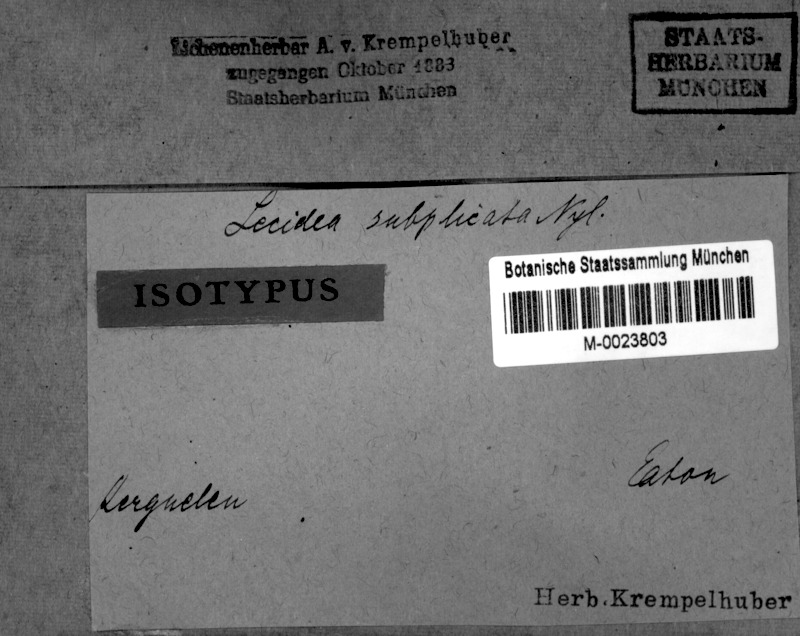 Lichenenherbar A. v. Krempelhuber
zugegangen Oktober 1883
Staatsherbarium München
STAATS-
HERBARIUM
MÜNCHEN
Lecidea subplicata Nyl.
ISOTYPUS
Botanische Staatssammlung München
M-0023803
Kerguelen
Eaton
Herb. Krempelhuber